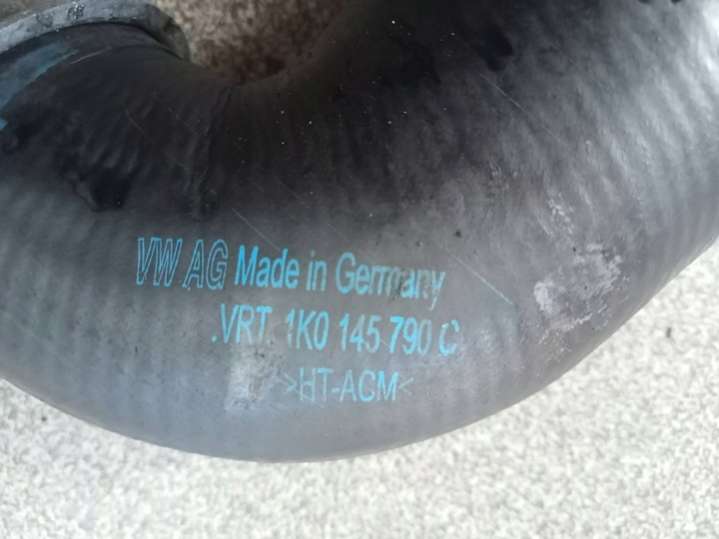 VW AG Made in Germany
.VRT. 1K0 145 790 C
>HT-ACM<